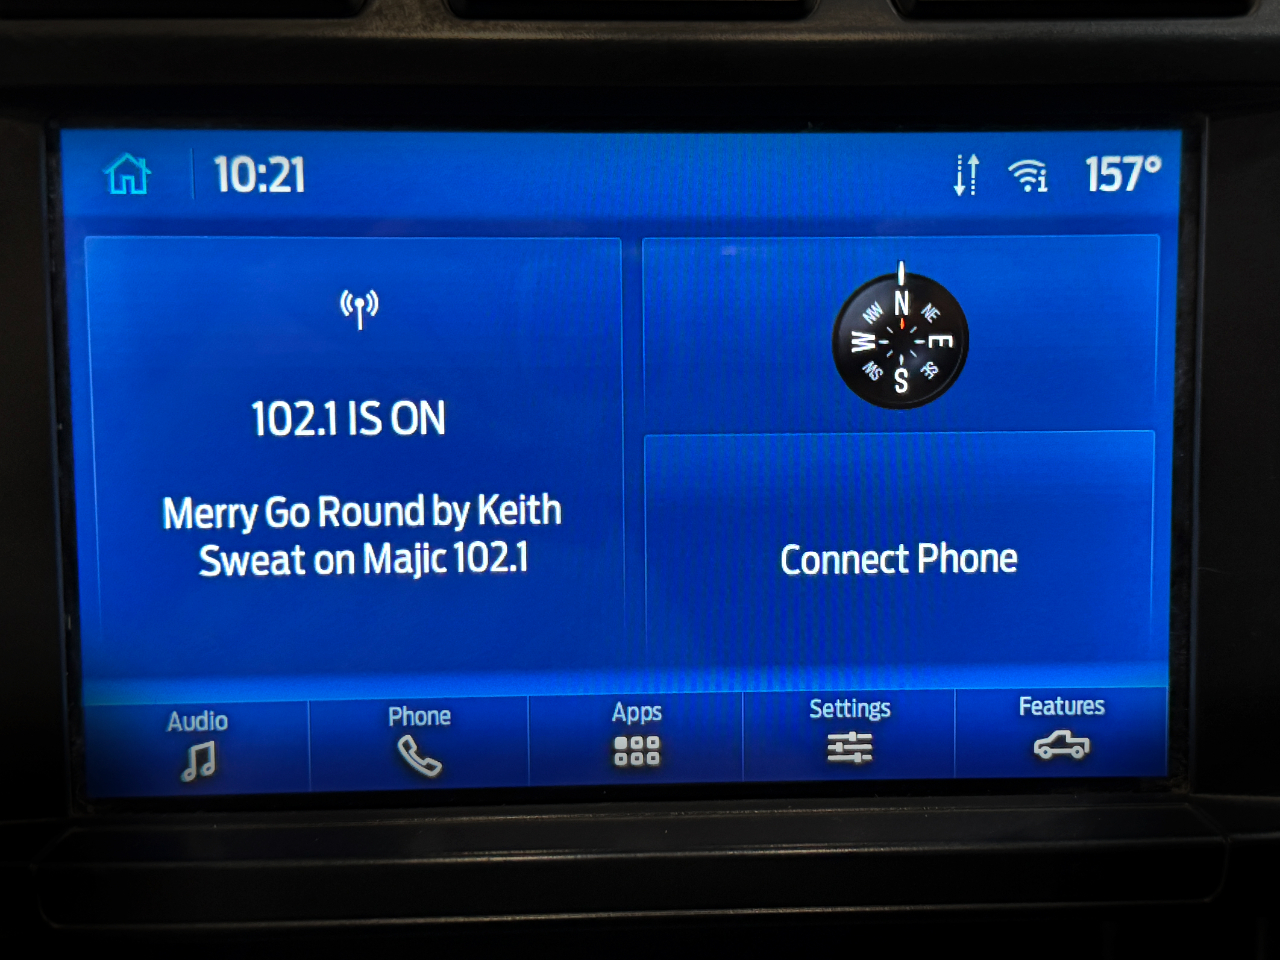 10:21
157°
102.1 IS ON
Merry Go Round by Keith
Sweat on Majic 102.1
N
NE
E
SE
S
SW
W
NW
Connect Phone
Audio
Phone
Apps
Settings
Features